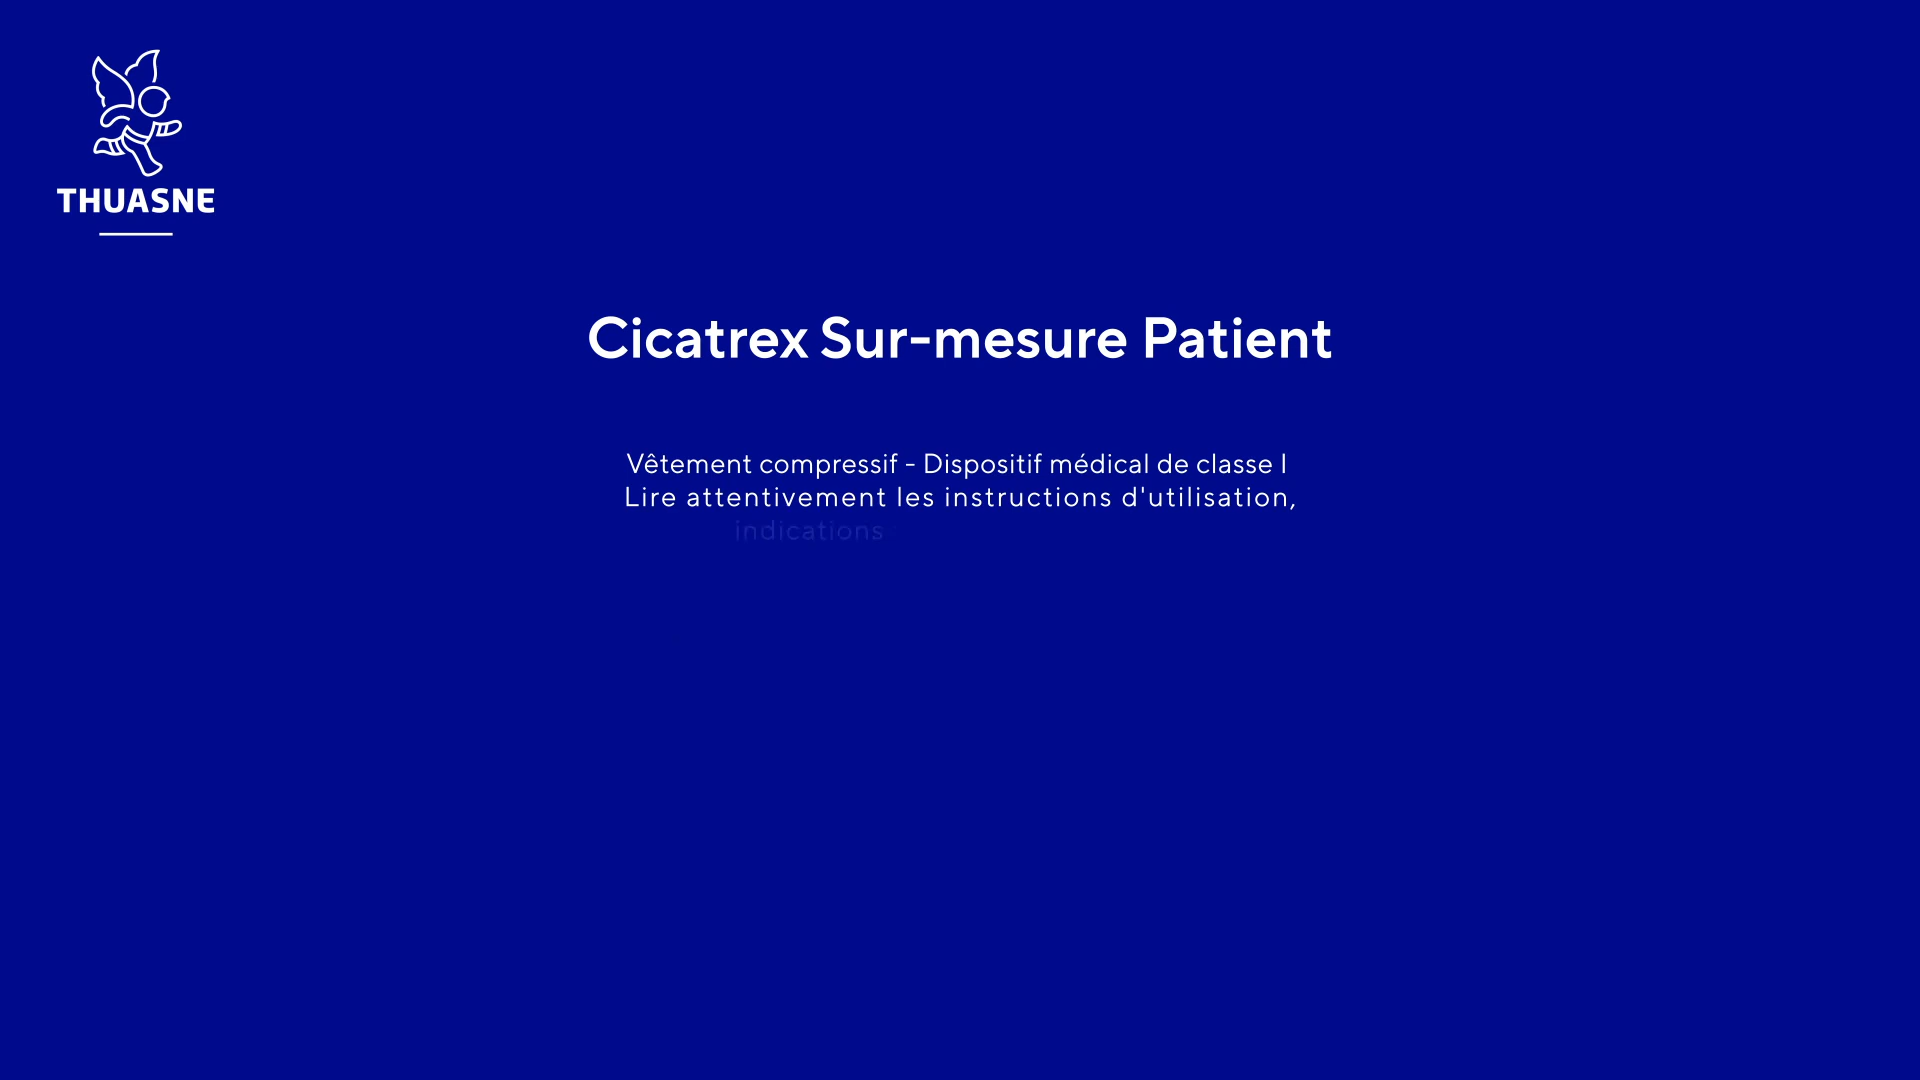 THUASNE
Cicatrex Sur-mesure Patient
Vêtement compressif - Dispositif médical de classe I
Lire attentivement les instructions d'utilisation,
indications